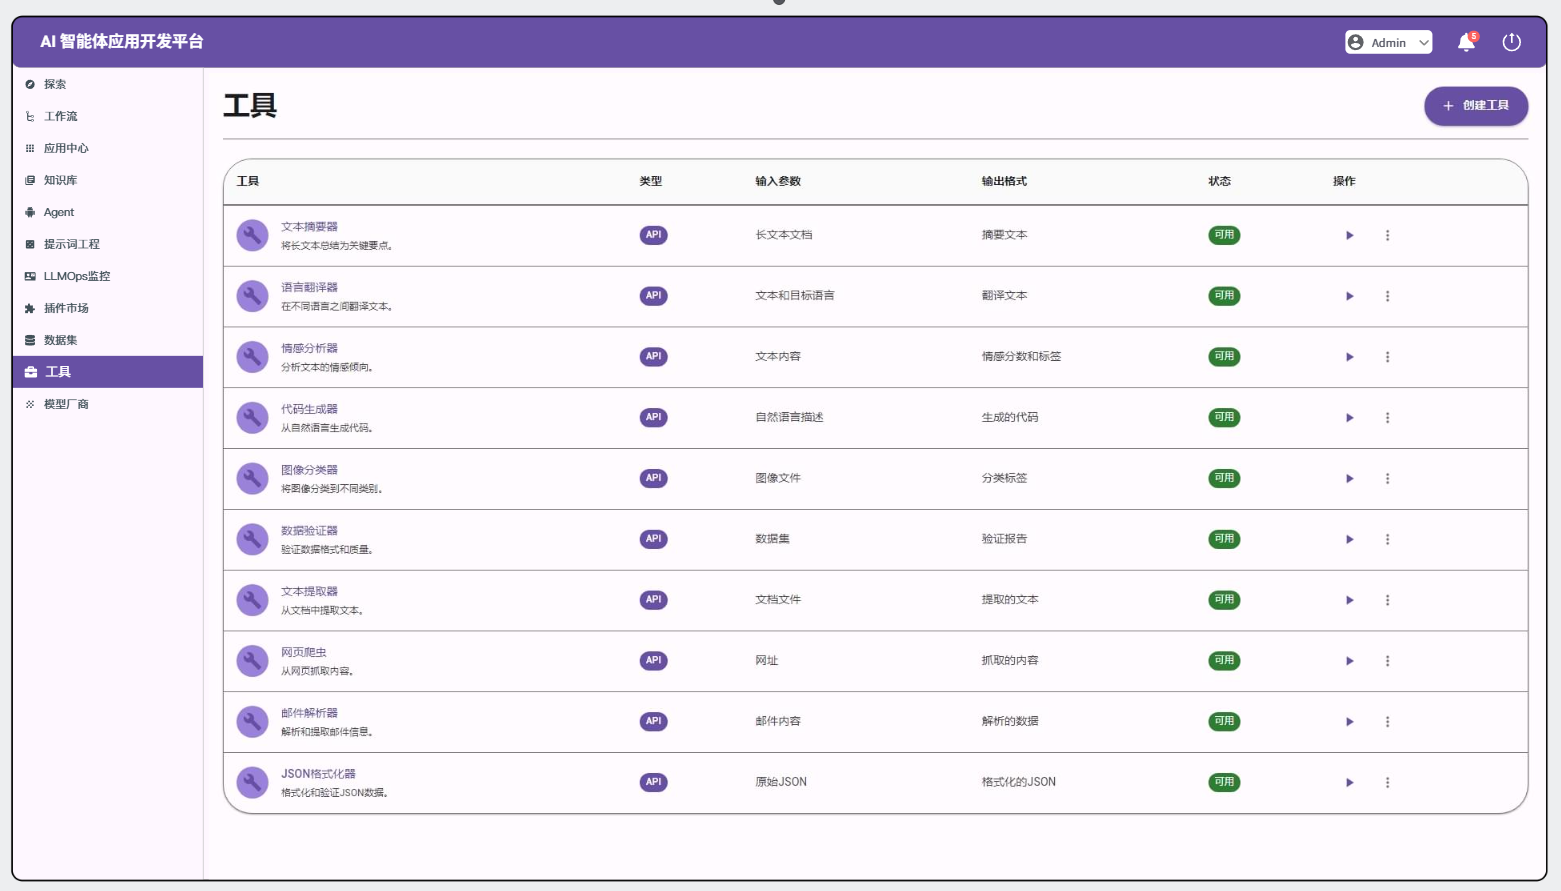 AI 智能体应用开发平台
Admin
5
探索
工作流
应用中心
知识库
Agent
提示词工程
LLMOps监控
插件市场
数据集
工具
模型厂商
工具
+ 创建工具
工具 类型 输入参数 输出格式 状态 操作
文本摘要器
将长文本总结为关键要点。
API 长文本文档 摘要文本 可用
语言翻译器
在不同语言之间翻译文本。
API 文本和目标语言 翻译文本 可用
情感分析器
分析文本的情感倾向。
API 文本内容 情感分数和标签 可用
代码生成器
从自然语言生成代码。
API 自然语言描述 生成的代码 可用
图像分类器
将图像分类到不同类别。
API 图像文件 分类标签 可用
数据验证器
验证数据格式和质量。
API 数据集 验证报告 可用
文本提取器
从文档中提取文本。
API 文档文件 提取的文本 可用
网页爬虫
从网页抓取内容。
API 网址 抓取的内容 可用
邮件解析器
解析和提取邮件信息。
API 邮件内容 解析的数据 可用
JSON格式化器
格式化和验证JSON数据。
API 原始JSON 格式化的JSON 可用